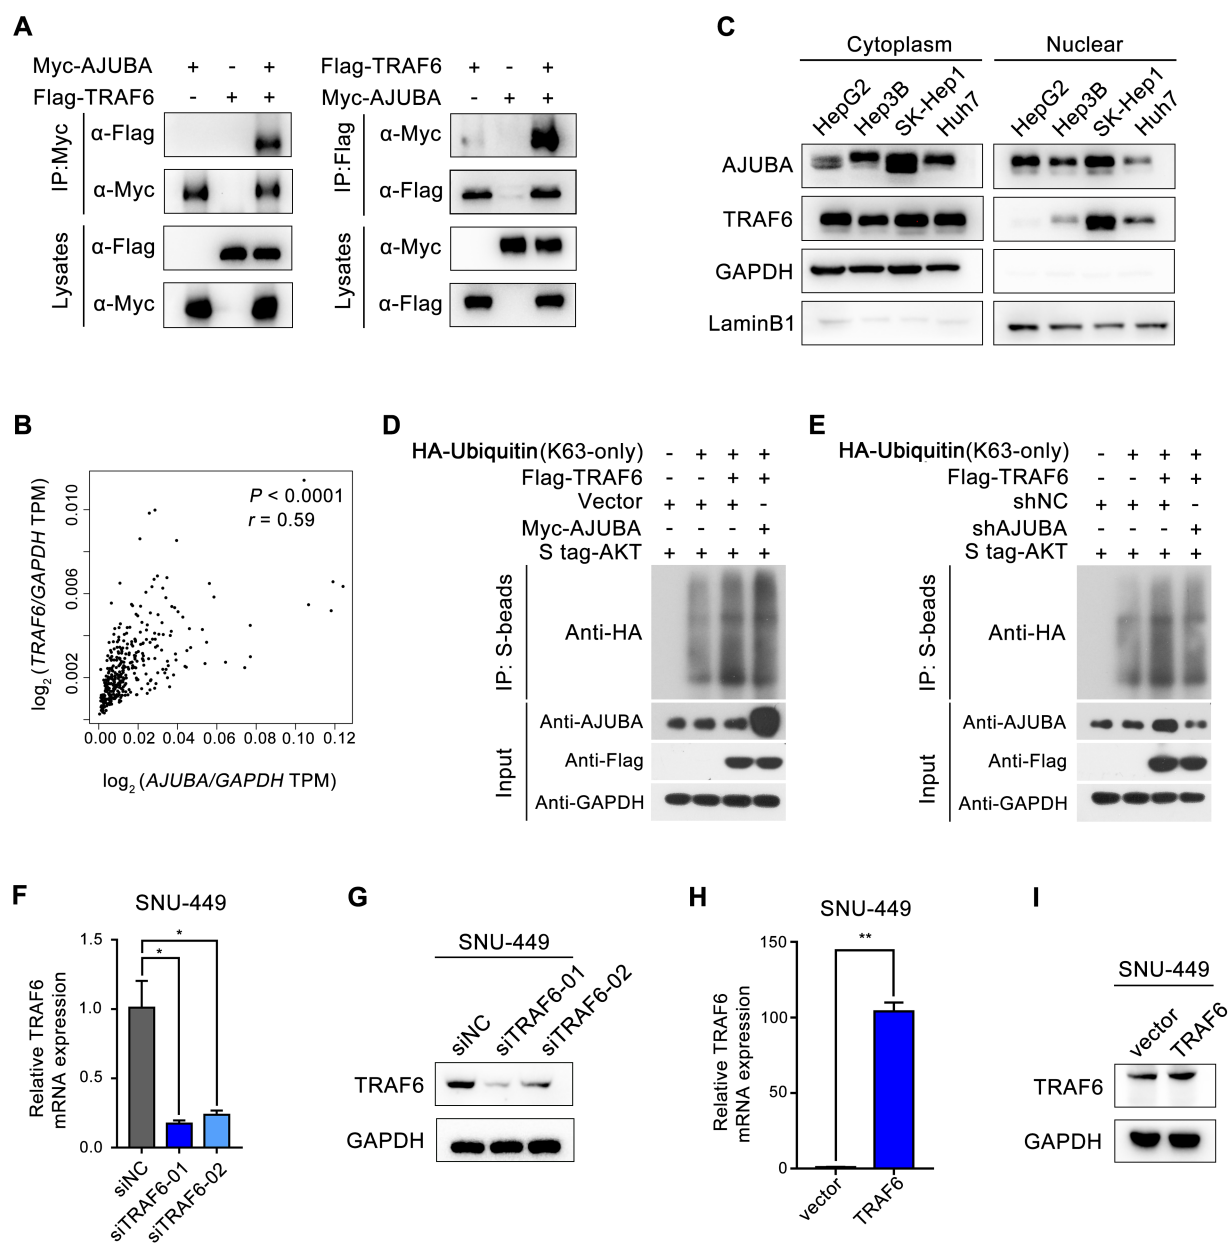 A
Myc-AJUBA + - +
Flag-TRAF6 - + +
IP:Myc
α-Flag
α-Myc
Lysates
α-Flag
α-Myc
Flag-TRAF6 + - +
Myc-AJUBA - + +
IP:Flag
α-Myc
α-Flag
Lysates
α-Myc
α-Flag
C
Cytoplasm Nuclear
HepG2 Hep3B SK-Hep1 Huh7 HepG2 Hep3B SK-Hep1 Huh7
AJUBA
TRAF6
GAPDH
LaminB1
B
P < 0.0001
r = 0.59
log2 (TRAF6/GAPDH TPM)
0.010
0.006
0.002
0.00 0.02 0.04 0.06 0.08 0.10 0.12
log2 (AJUBA/GAPDH TPM)
D
HA-Ubiquitin(K63-only) - + + +
Flag-TRAF6 - - + +
Vector + + + -
Myc-AJUBA - - - +
S tag-AKT + + + +
IP: S-beads
Anti-HA
Input
Anti-AJUBA
Anti-Flag
Anti-GAPDH
E
HA-Ubiquitin(K63-only) - + + +
Flag-TRAF6 - - + +
shNC + + + -
shAJUBA - - - +
S tag-AKT + + + +
IP: S-beads
Anti-HA
Input
Anti-AJUBA
Anti-Flag
Anti-GAPDH
F
SNU-449
Relative TRAF6
mRNA expression
1.5
1.0
0.5
0.0
*
*
siNC
siTRAF6-01
siTRAF6-02
G
SNU-449
siNC siTRAF6-01 siTRAF6-02
TRAF6
GAPDH
H
SNU-449
Relative TRAF6
mRNA expression
150
100
50
0
**
vector
TRAF6
I
SNU-449
vector TRAF6
TRAF6
GAPDH